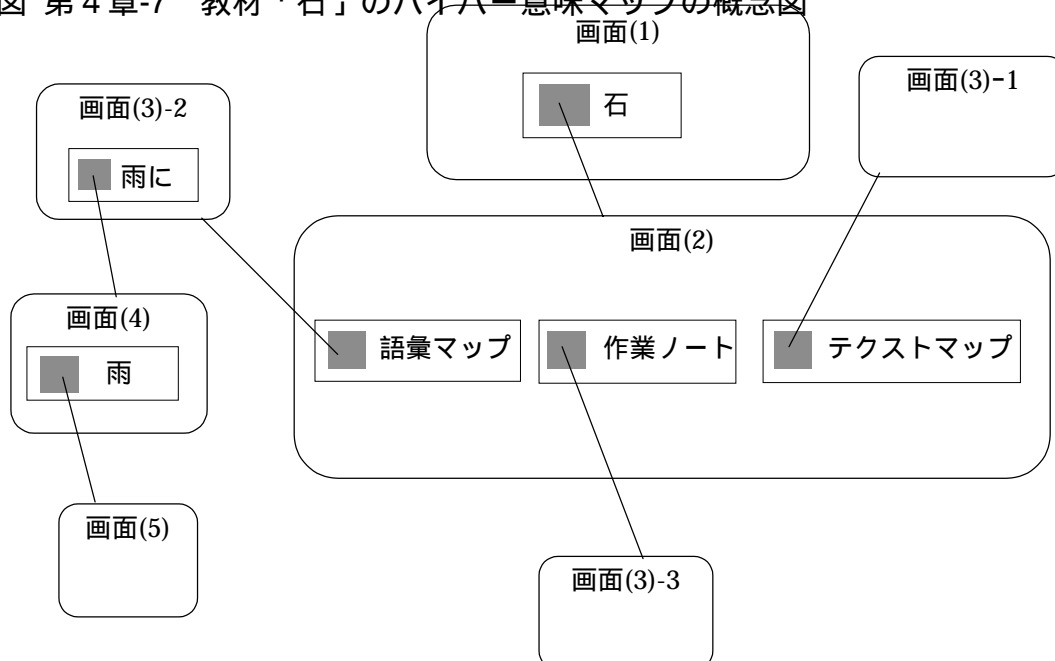 図 第４章-7　教材「石」のハイパー意味マップの概念図
画面(1)
石
画面(3)-1
画面(3)-2
雨に
画面(2)
語彙マップ
作業ノート
テクストマップ
画面(4)
雨
画面(5)
画面(3)-3